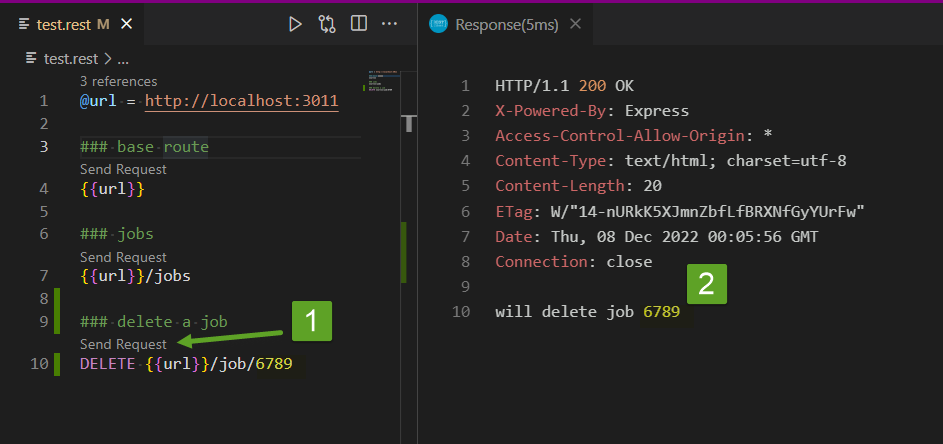 test.rest M
test.rest > ...
3 references
1 @url = http://localhost:3011
2
3 ### base route
Send Request
4 {{url}}
5
6 ### jobs
Send Request
7 {{url}}/jobs
8
9 ### delete a job
Send Request
10 DELETE {{url}}/job/6789
1
Response(5ms)
1 HTTP/1.1 200 OK
2 X-Powered-By: Express
3 Access-Control-Allow-Origin: *
4 Content-Type: text/html; charset=utf-8
5 Content-Length: 20
6 ETag: W/"14-nURkK5XJmnZbfLfBRXNfGyYUrFw"
7 Date: Thu, 08 Dec 2022 00:05:56 GMT
8 Connection: close
9
10 will delete job 6789
2